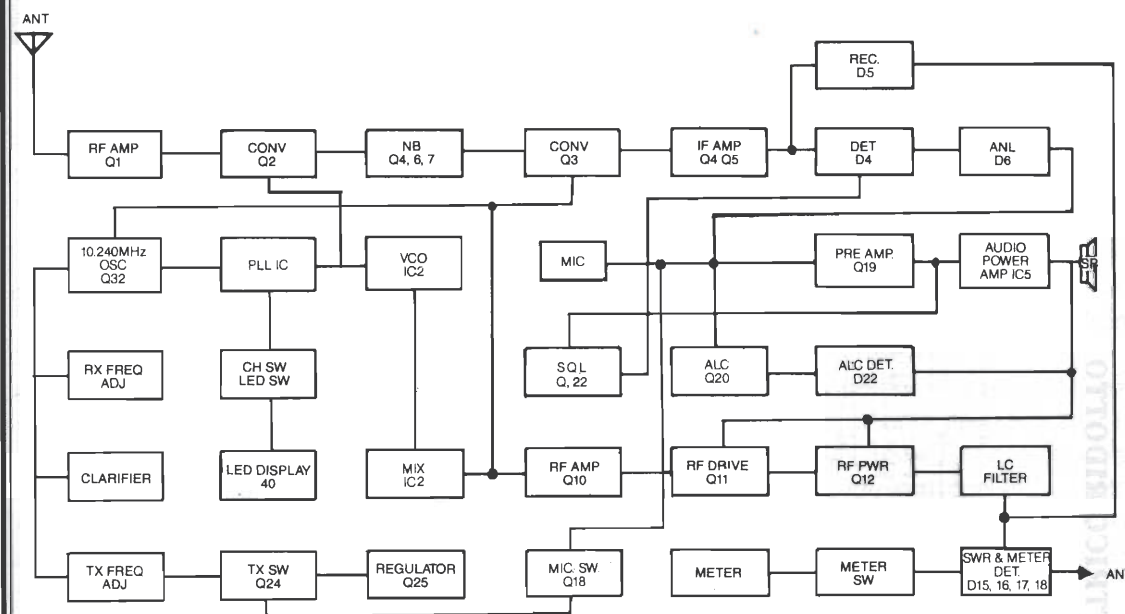 ANT
REC.
D5
RF AMP
Q1
CONV
Q2
NB
Q4, 6, 7
CONV
Q3
IF AMP
Q4 Q5
DET
D4
ANL
D6
10.240MHz
OSC
Q32
PLL IC
VCO
IC2
MIC
PRE AMP.
Q19
AUDIO
POWER
AMP IC5
SP
RX FREQ
ADJ
CH SW
LED SW
SQL
Q, 22
ALC
Q20
ALC DET.
D22
CLARIFIER
LED DISPLAY
40
MIX
IC2
RF AMP
Q10
RF DRIVE
Q11
RF PWR
Q12
LC
FILTER
TX FREQ
ADJ
TX SW
Q24
REGULATOR
Q25
MIC. SW.
Q18
METER
METER
SW
SWR & METER
DET.
D15, 16, 17, 18
AN